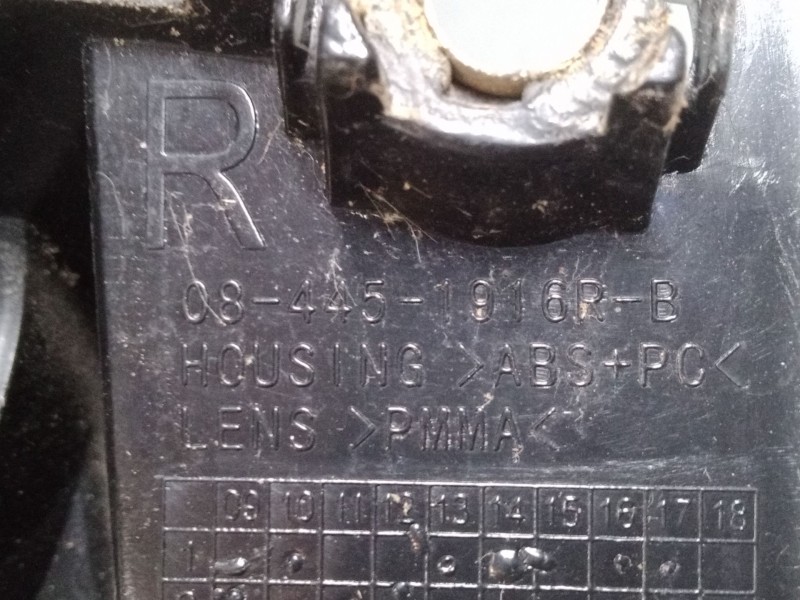 R
08-445-1916R-B
HOUSING >ABS+PC<
LENS >PMMA<
09 10 11 12 13 14 15 16 17 18
1